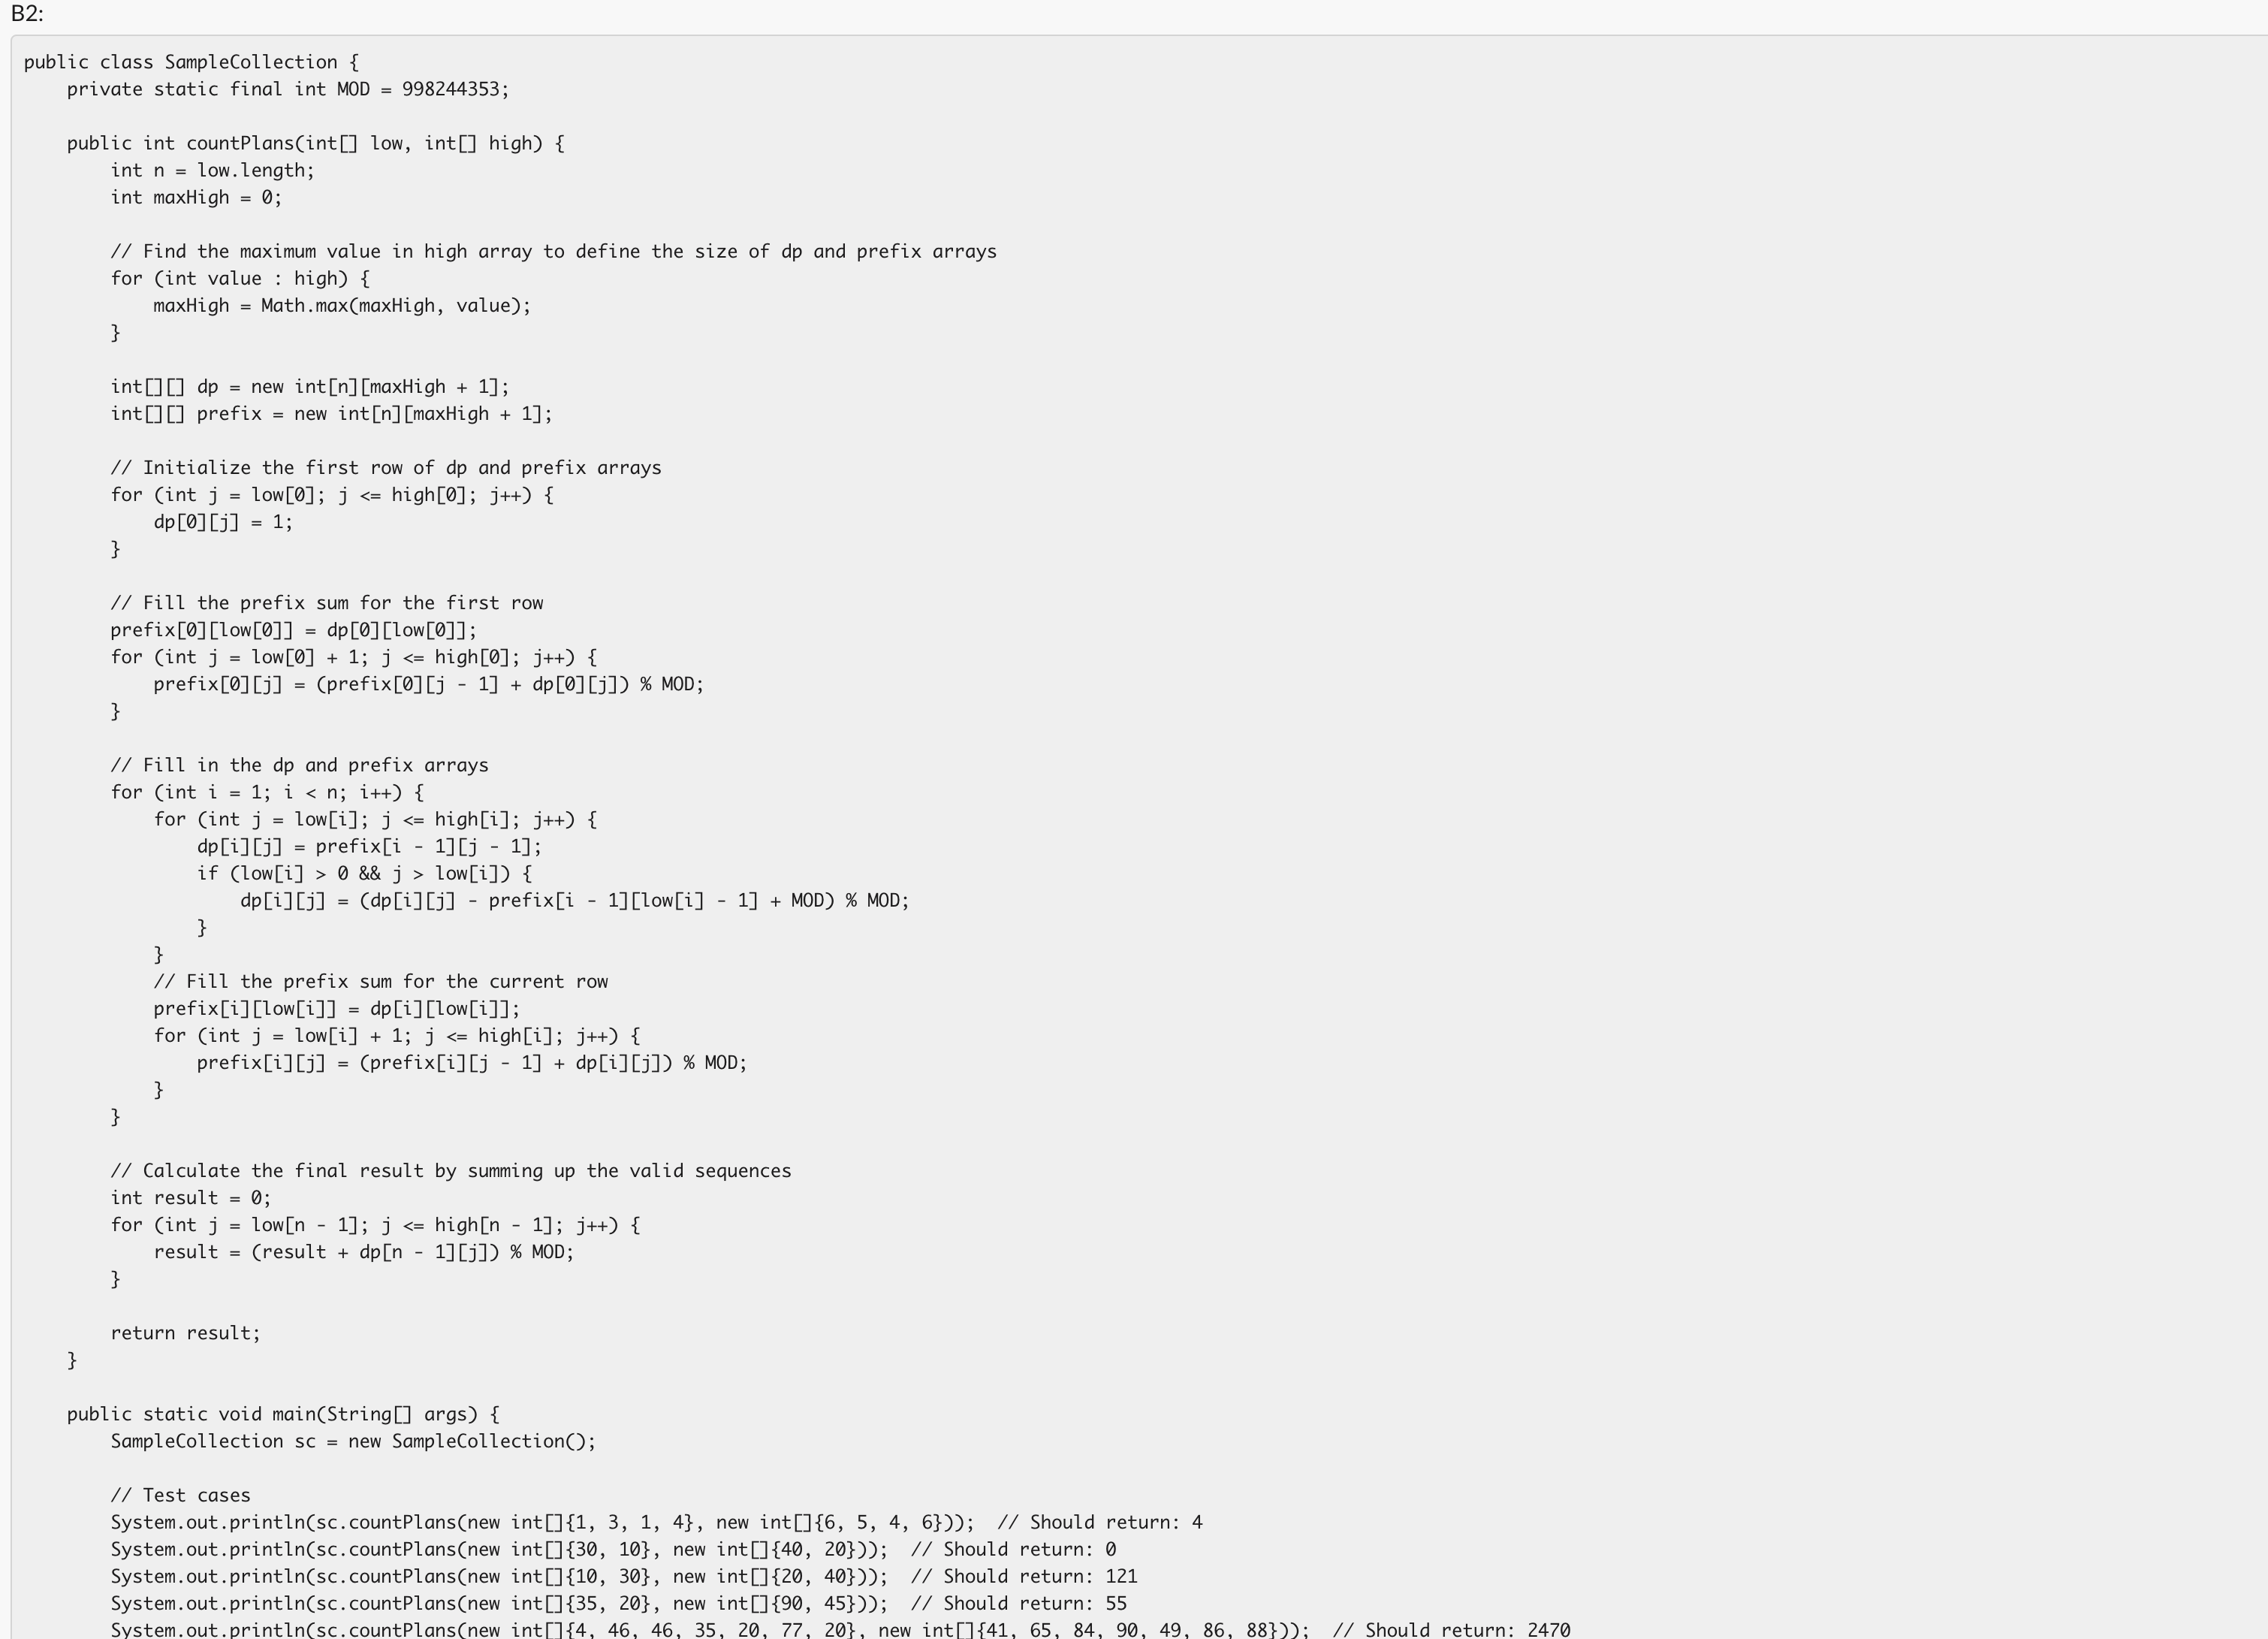 B2:
public class SampleCollection {
    private static final int MOD = 998244353;
    public int countPlans(int[] low, int[] high) {
        int n = low.length;
        int maxHigh = 0;
        // Find the maximum value in high array to define the size of dp and prefix arrays
        for (int value : high) {
            maxHigh = Math.max(maxHigh, value);
        }
        int[][] dp = new int[n][maxHigh + 1];
        int[][] prefix = new int[n][maxHigh + 1];
        // Initialize the first row of dp and prefix arrays
        for (int j = low[0]; j <= high[0]; j++) {
            dp[0][j] = 1;
        }
        // Fill the prefix sum for the first row
        prefix[0][low[0]] = dp[0][low[0]];
        for (int j = low[0] + 1; j <= high[0]; j++) {
            prefix[0][j] = (prefix[0][j - 1] + dp[0][j]) % MOD;
        }
        // Fill in the dp and prefix arrays
        for (int i = 1; i < n; i++) {
            for (int j = low[i]; j <= high[i]; j++) {
                dp[i][j] = prefix[i - 1][j - 1];
                if (low[i] > 0 && j > low[i]) {
                    dp[i][j] = (dp[i][j] - prefix[i - 1][low[i] - 1] + MOD) % MOD;
                }
            }
            // Fill the prefix sum for the current row
            prefix[i][low[i]] = dp[i][low[i]];
            for (int j = low[i] + 1; j <= high[i]; j++) {
                prefix[i][j] = (prefix[i][j - 1] + dp[i][j]) % MOD;
            }
        }
        // Calculate the final result by summing up the valid sequences
        int result = 0;
        for (int j = low[n - 1]; j <= high[n - 1]; j++) {
            result = (result + dp[n - 1][j]) % MOD;
        }
        return result;
    }
    public static void main(String[] args) {
        SampleCollection sc = new SampleCollection();
        // Test cases
        System.out.println(sc.countPlans(new int[]{1, 3, 1, 4}, new int[]{6, 5, 4, 6}));  // Should return: 4
        System.out.println(sc.countPlans(new int[]{30, 10}, new int[]{40, 20}));  // Should return: 0
        System.out.println(sc.countPlans(new int[]{10, 30}, new int[]{20, 40}));  // Should return: 121
        System.out.println(sc.countPlans(new int[]{35, 20}, new int[]{90, 45}));  // Should return: 55
        System.out.println(sc.countPlans(new int[]{4, 46, 46, 35, 20, 77, 20}, new int[]{41, 65, 84, 90, 49, 86, 88}));  // Should return: 2470